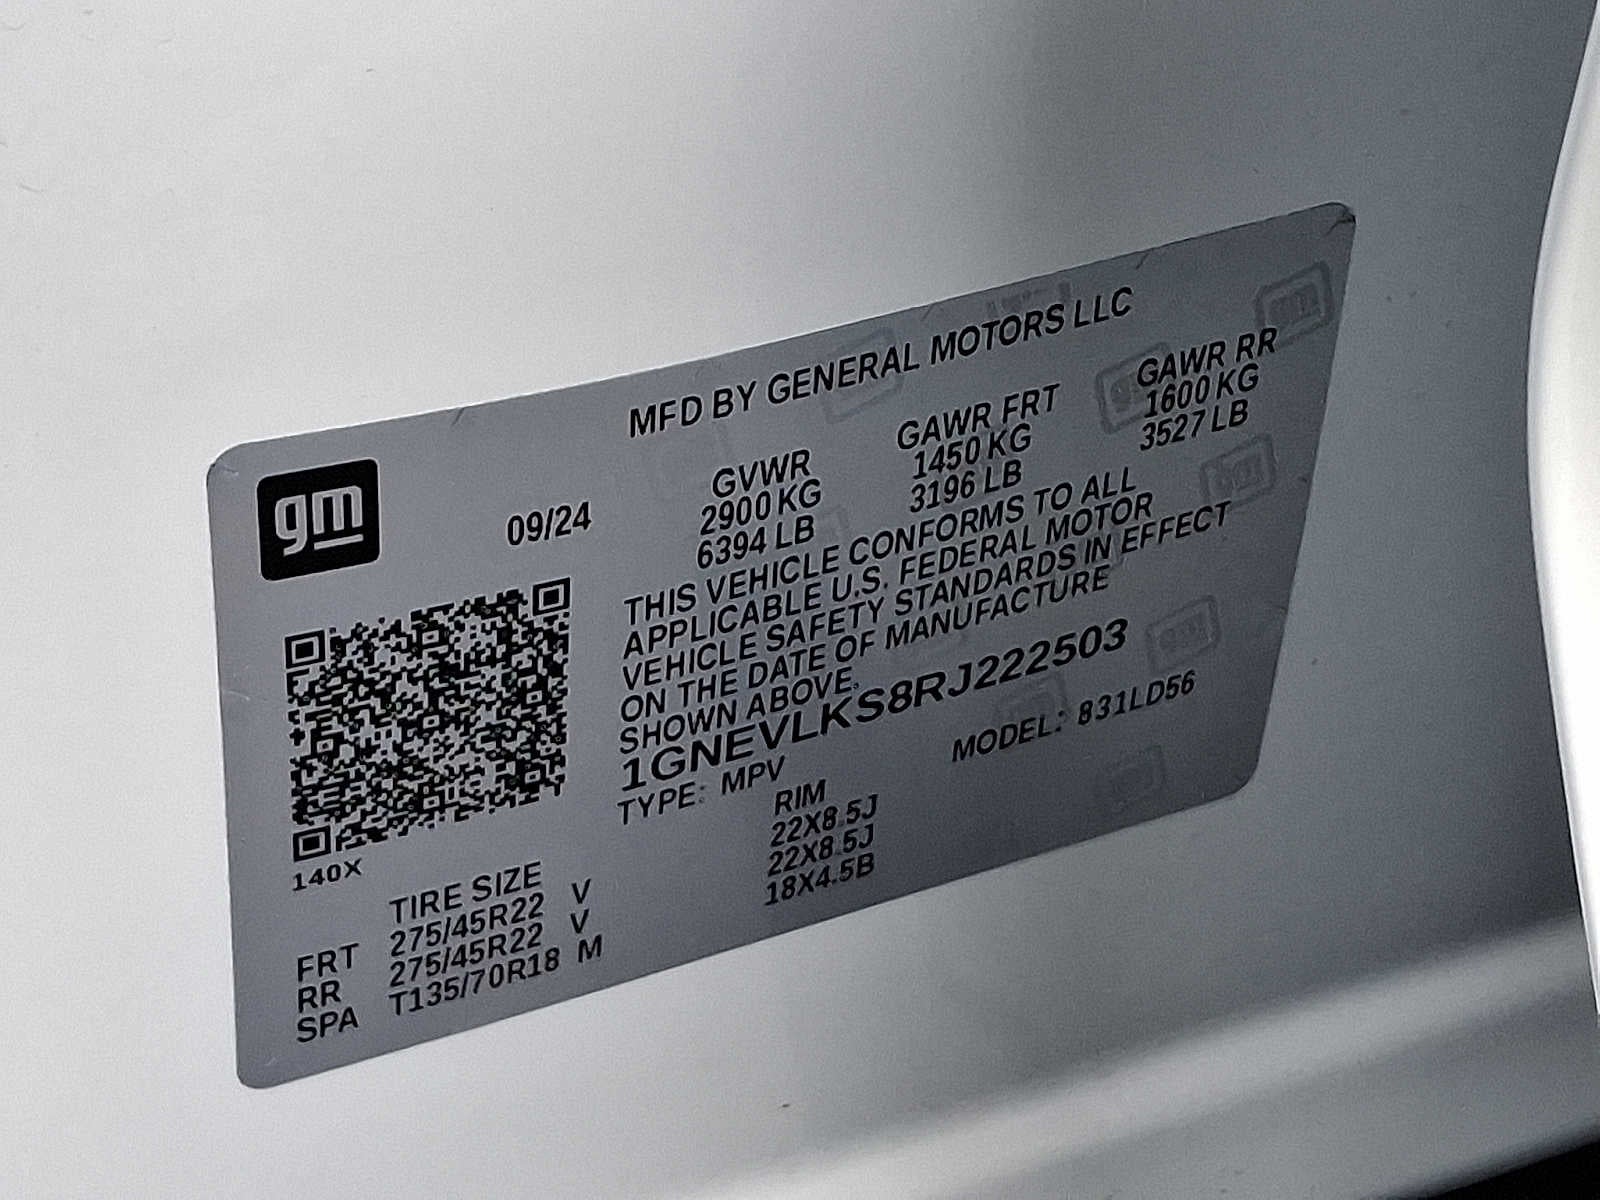 MFD BY GENERAL MOTORS LLC
gm
09/24
GVWR GAWR FRT GAWR RR
2900 KG 1450 KG 1600 KG
6394 LB 3196 LB 3527 LB
THIS VEHICLE CONFORMS TO ALL
APPLICABLE U.S. FEDERAL MOTOR
VEHICLE SAFETY STANDARDS IN EFFECT
ON THE DATE OF MANUFACTURE
SHOWN ABOVE.
1GNEVLKS8RJ222503
TYPE: MPV MODEL: 831LD56
140X
TIRE SIZE RIM
FRT 275/45R22 V 22X8.5J
RR 275/45R22 V 22X8.5J
SPA T135/70R18 M 18X4.5B